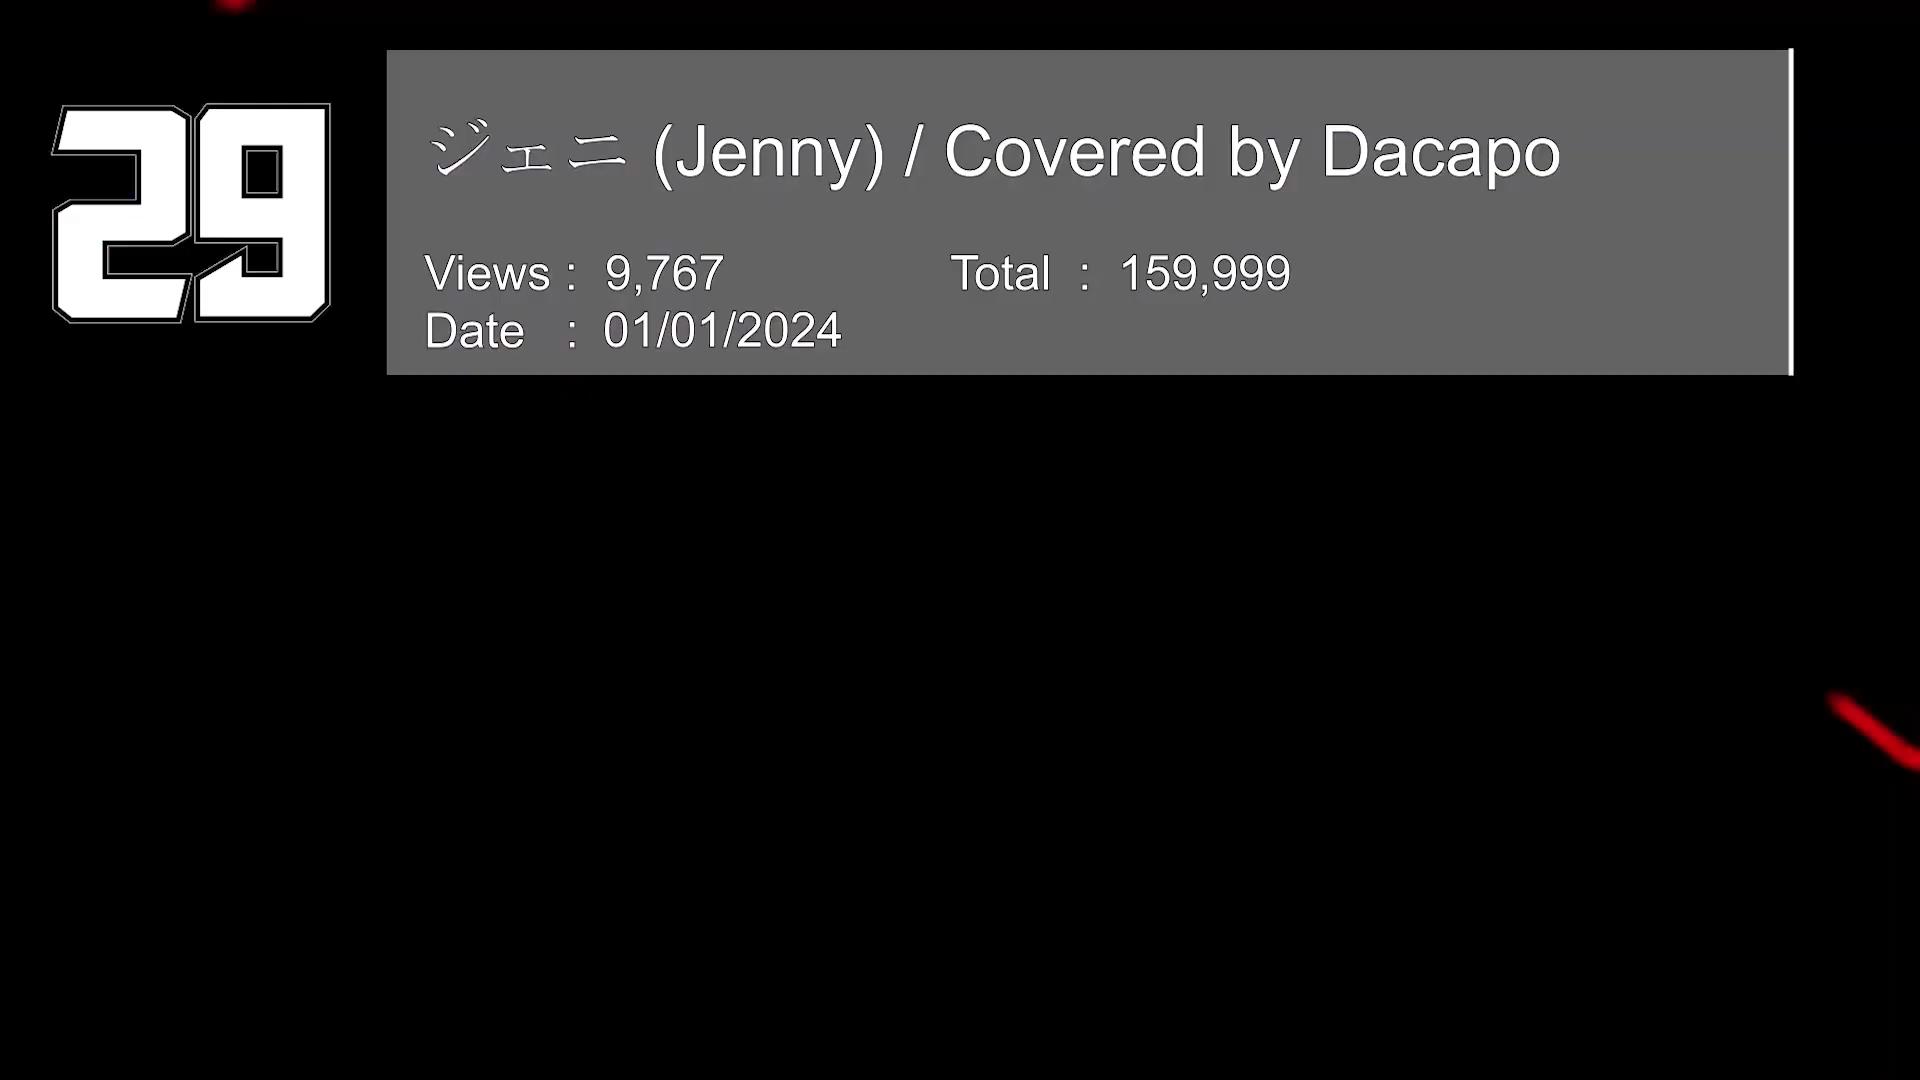 29
ジェニ (Jenny) / Covered by Dacapo
Views : 9,767 Total : 159,999
Date : 01/01/2024